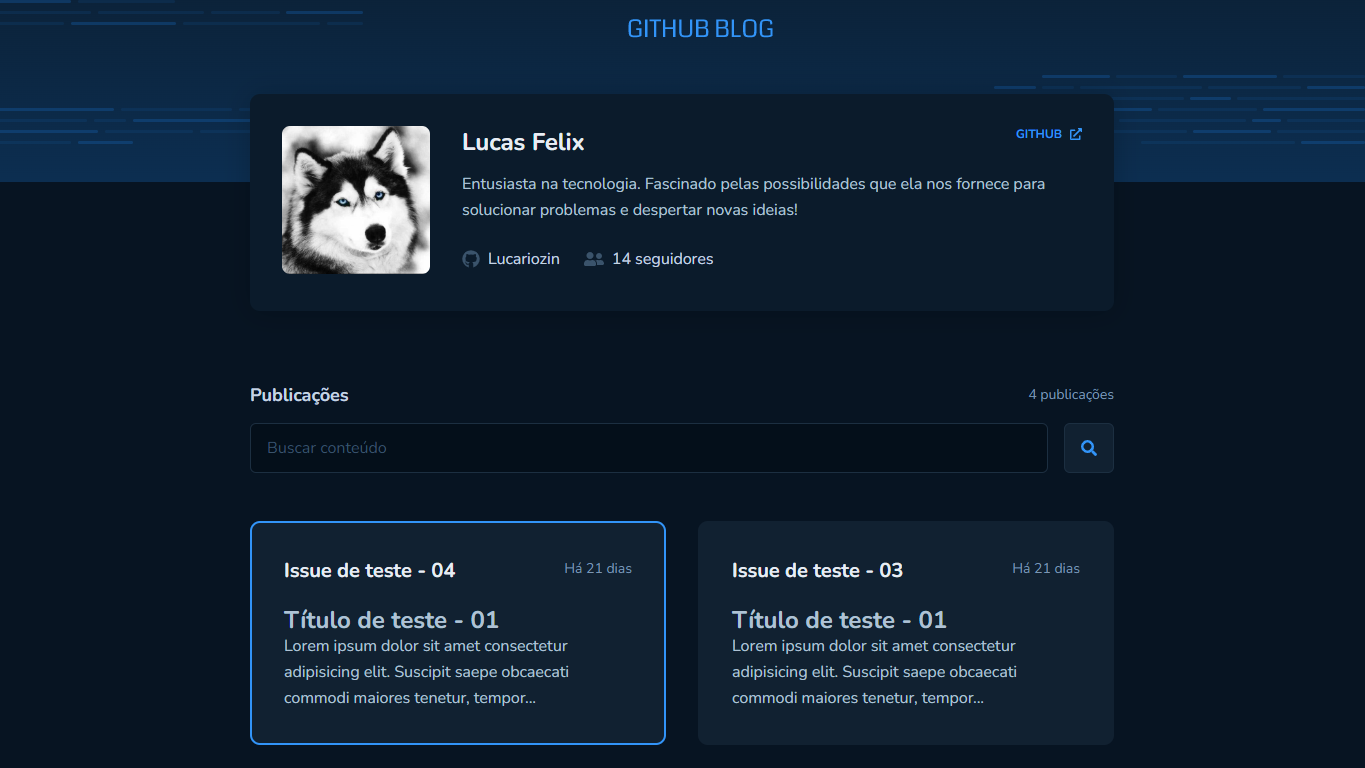 GITHUB BLOG
Lucas Felix
GITHUB
Entusiasta na tecnologia. Fascinado pelas possibilidades que ela nos fornece para
solucionar problemas e despertar novas ideias!
Lucariozin
14 seguidores
Publicações
4 publicações
Buscar conteúdo
Issue de teste - 04
Há 21 dias
Título de teste - 01
Lorem ipsum dolor sit amet consectetur
adipisicing elit. Suscipit saepe obcaecati
commodi maiores tenetur, tempor...
Issue de teste - 03
Há 21 dias
Título de teste - 01
Lorem ipsum dolor sit amet consectetur
adipisicing elit. Suscipit saepe obcaecati
commodi maiores tenetur, tempor...